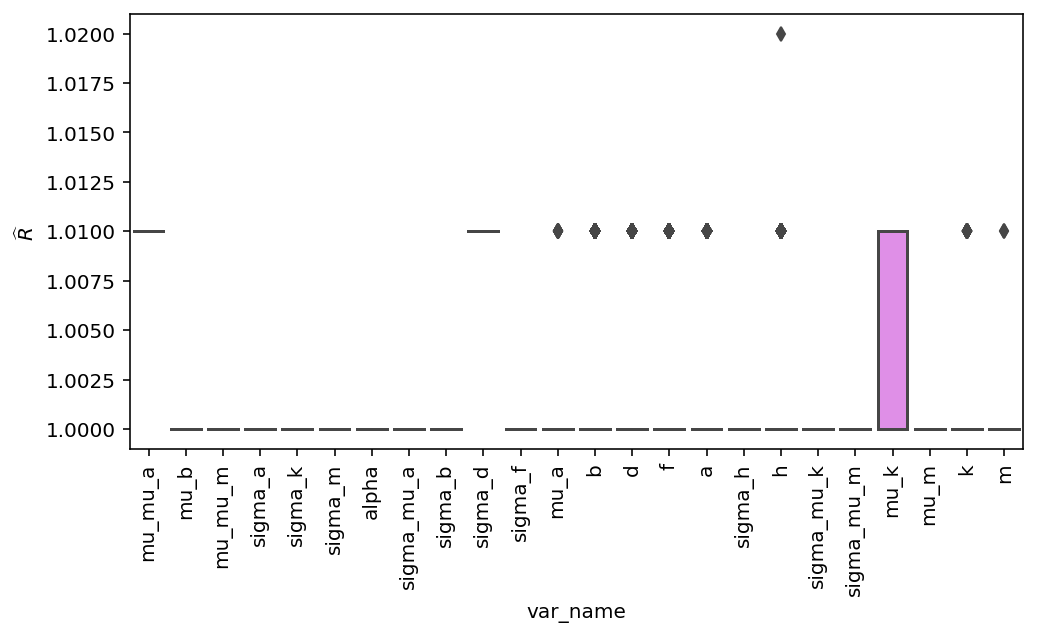 1.0200
1.0175
1.0150
1.0125
1.0100
1.0075
1.0050
1.0025
1.0000
R̂
mu_mu_a
mu_b
mu_mu_m
sigma_a
sigma_k
sigma_m
alpha
sigma_mu_a
sigma_b
sigma_d
sigma_f
mu_a
b
d
f
a
sigma_h
h
sigma_mu_k
sigma_mu_m
mu_k
mu_m
k
m
var_name